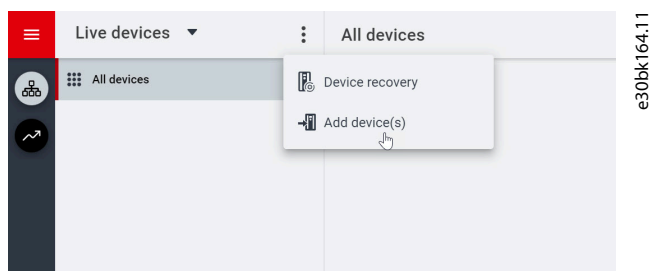 Live devices
All devices
All devices
Device recovery
Add device(s)
e30bk164.11